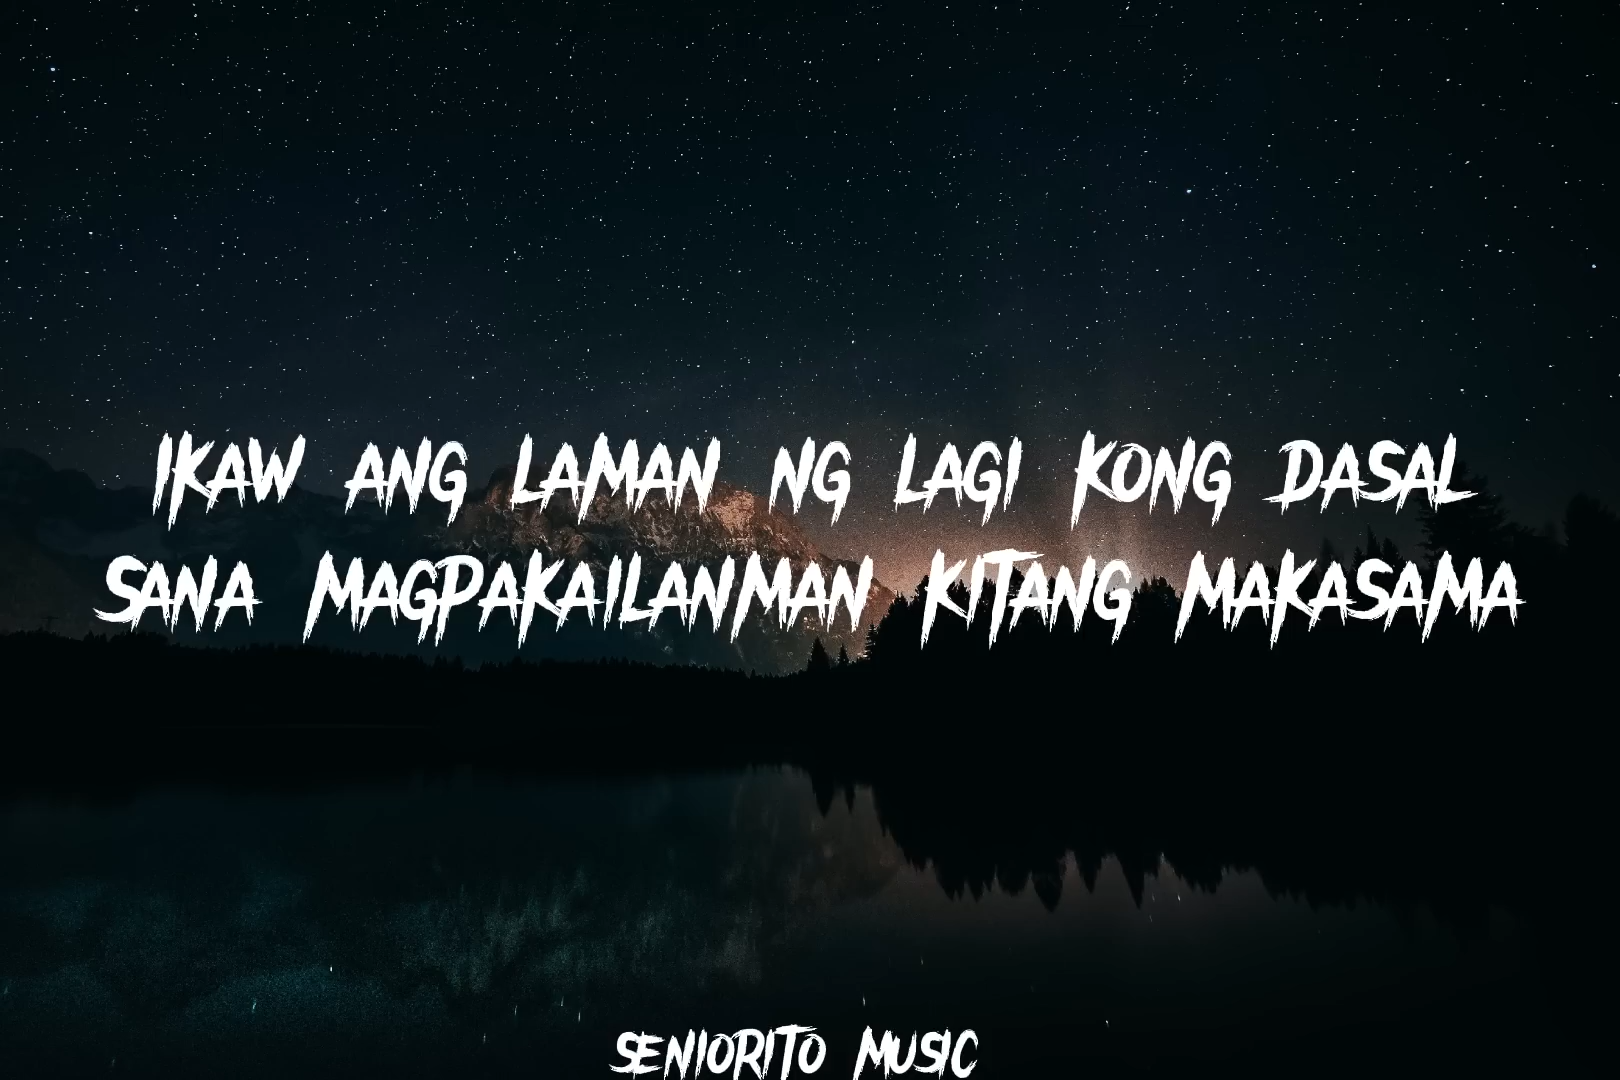 IKAW ANG LAMAN NG LAGI KONG DASAL
SANA MAGPAKAILANMAN KITANG MAKASAMA
SENIORITO MUSIC